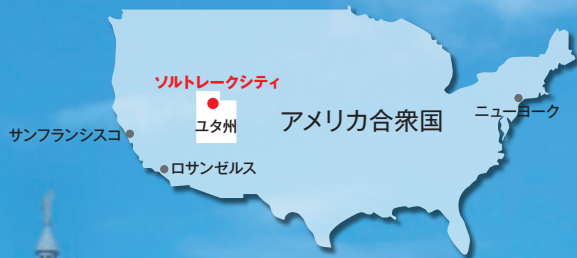 ソルトレークシティ
ユタ州
アメリカ合衆国
ニューヨーク
サンフランシスコ
ロサンゼルス